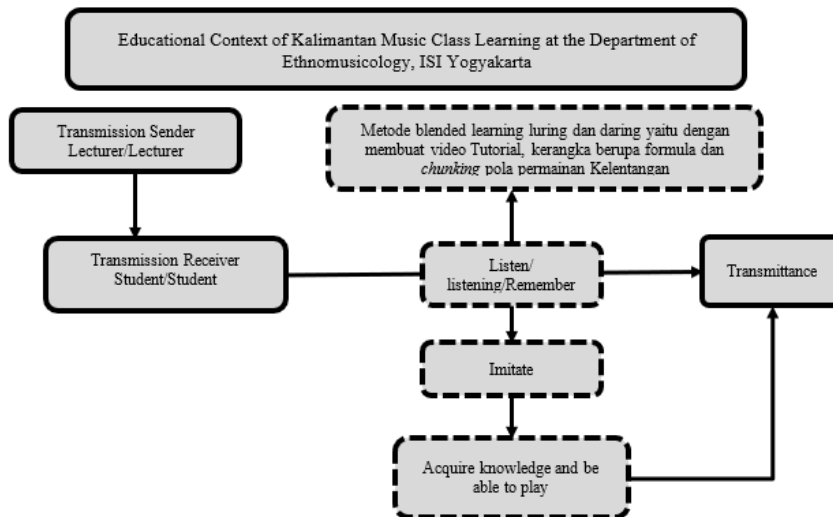 Educational Context of Kalimantan Music Class Learning at the Department of
Ethnomusicology, ISI Yogyakarta
Transmission Sender
Lecturer/Lecturer
Metode blended learning luring dan daring yaitu dengan
membuat video Tutorial, kerangka berupa formula dan
chunking pola permainan Kelentangan
Transmission Receiver
Student/Student
Listen/
listening/Remember
Transmittance
Imitate
Acquire knowledge and be
able to play